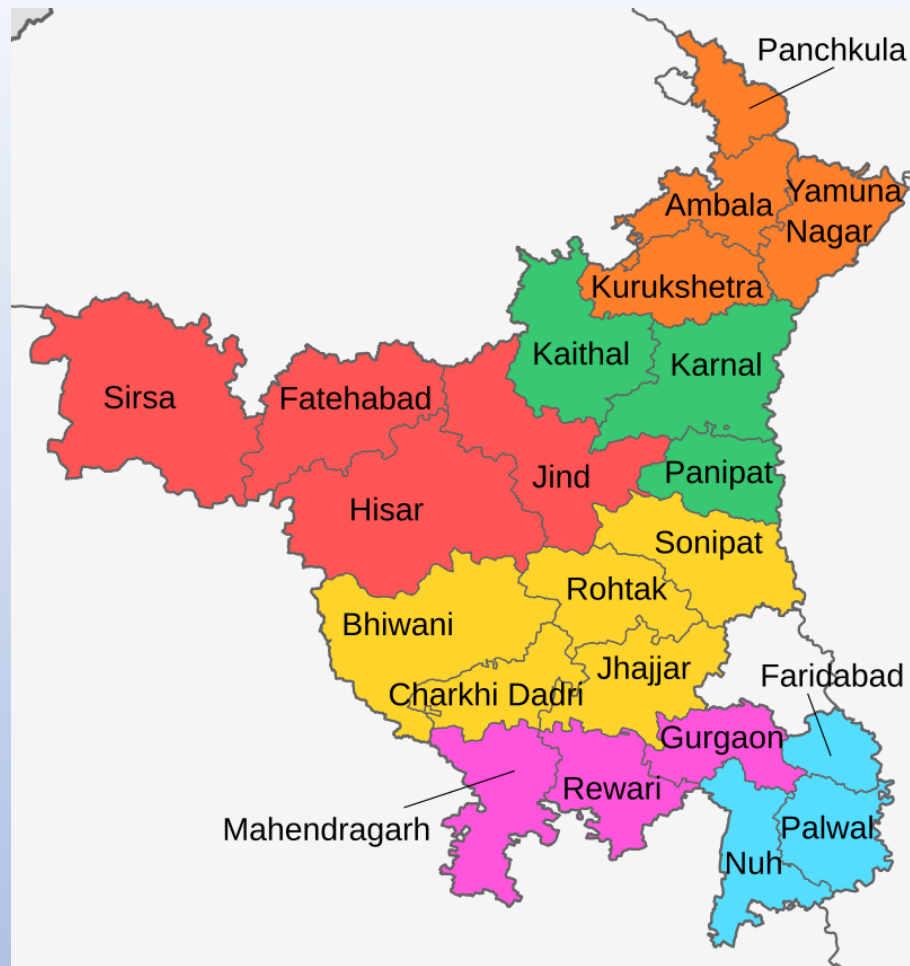 Panchkula
Ambala
Yamuna
Nagar
Kurukshetra
Kaithal
Karnal
Sirsa
Fatehabad
Jind
Panipat
Hisar
Sonipat
Rohtak
Bhiwani
Jhajjar
Faridabad
Charkhi Dadri
Gurgaon
Rewari
Mahendragarh
Palwal
Nuh